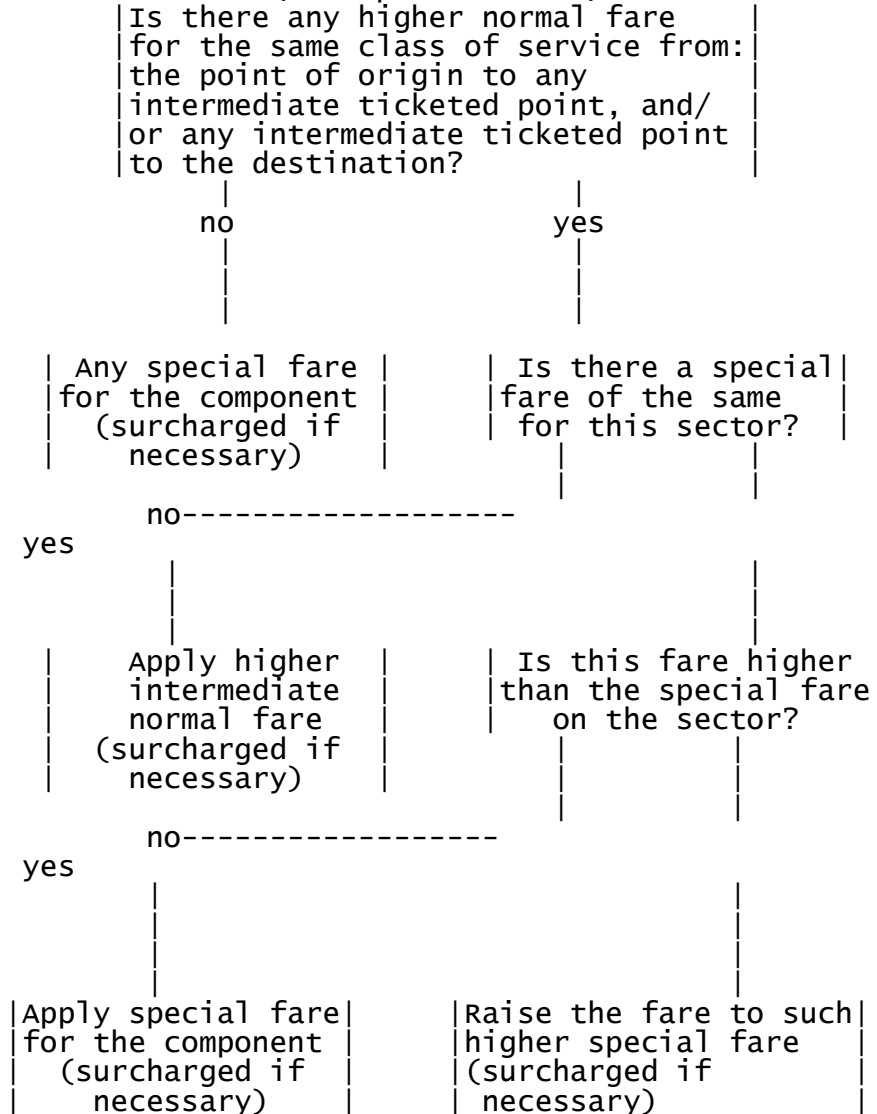 Is there any higher normal fare
for the same class of service from:
the point of origin to any
intermediate ticketed point, and/
or any intermediate ticketed point
to the destination?
no yes
Any special fare Is there a special
for the component fare of the same
(surcharged if for this sector?
necessary)
no-------------------
yes
Apply higher Is this fare higher
intermediate than the special fare
normal fare on the sector?
(surcharged if
necessary)
no------------------
yes
Apply special fare Raise the fare to such
for the component higher special fare
(surcharged if (surcharged if
necessary) necessary)